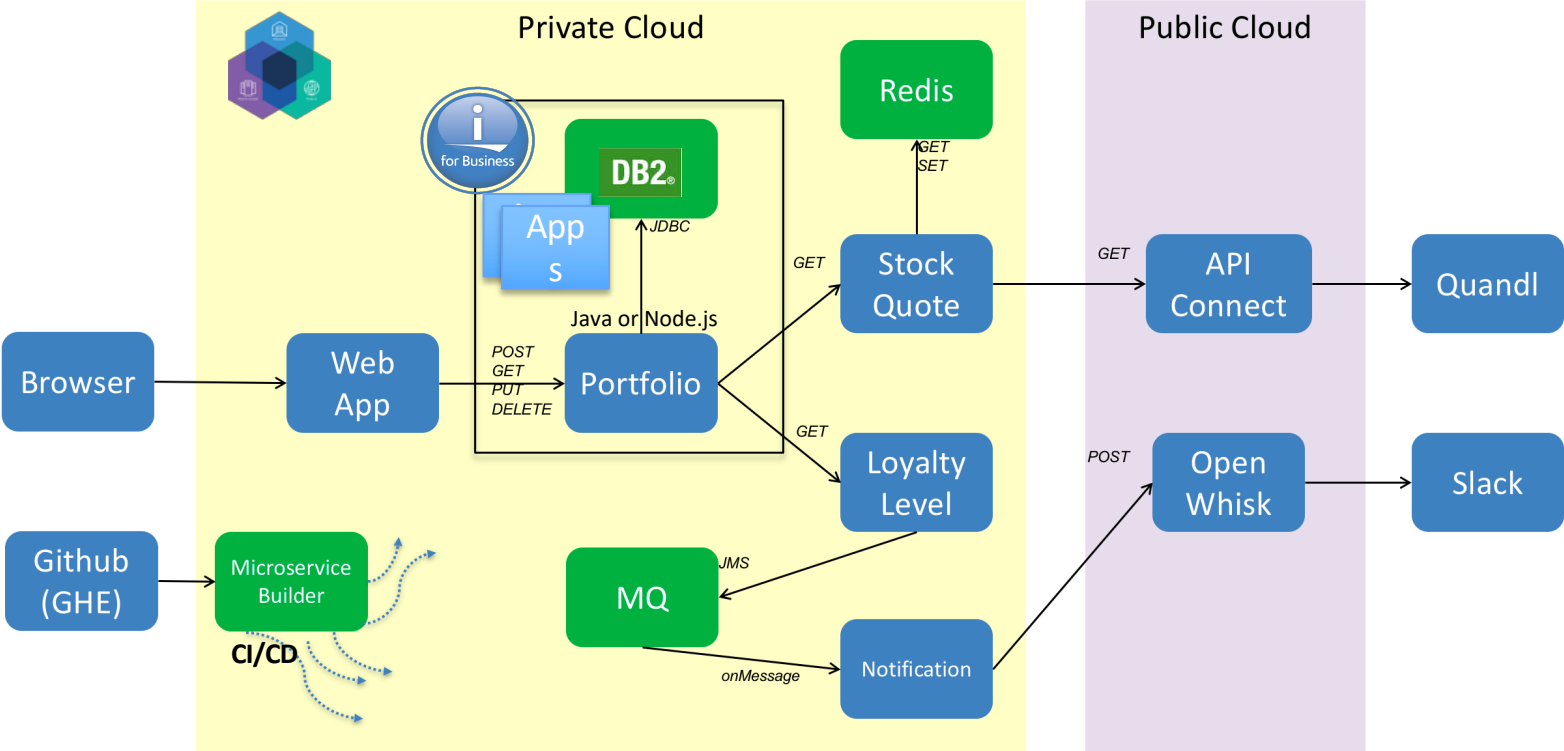 Private Cloud
Public Cloud
Redis
i
for Business
DB2®
GET
SET
App
s
JDBC
GET
Stock
Quote
GET
API
Connect
Quandl
Java or Node.js
Browser
Web
App
POST
GET
PUT
DELETE
Portfolio
GET
Loyalty
Level
POST
Open
Whisk
Slack
Github
(GHE)
Microservice
Builder
CI/CD
MQ
JMS
onMessage
Notification